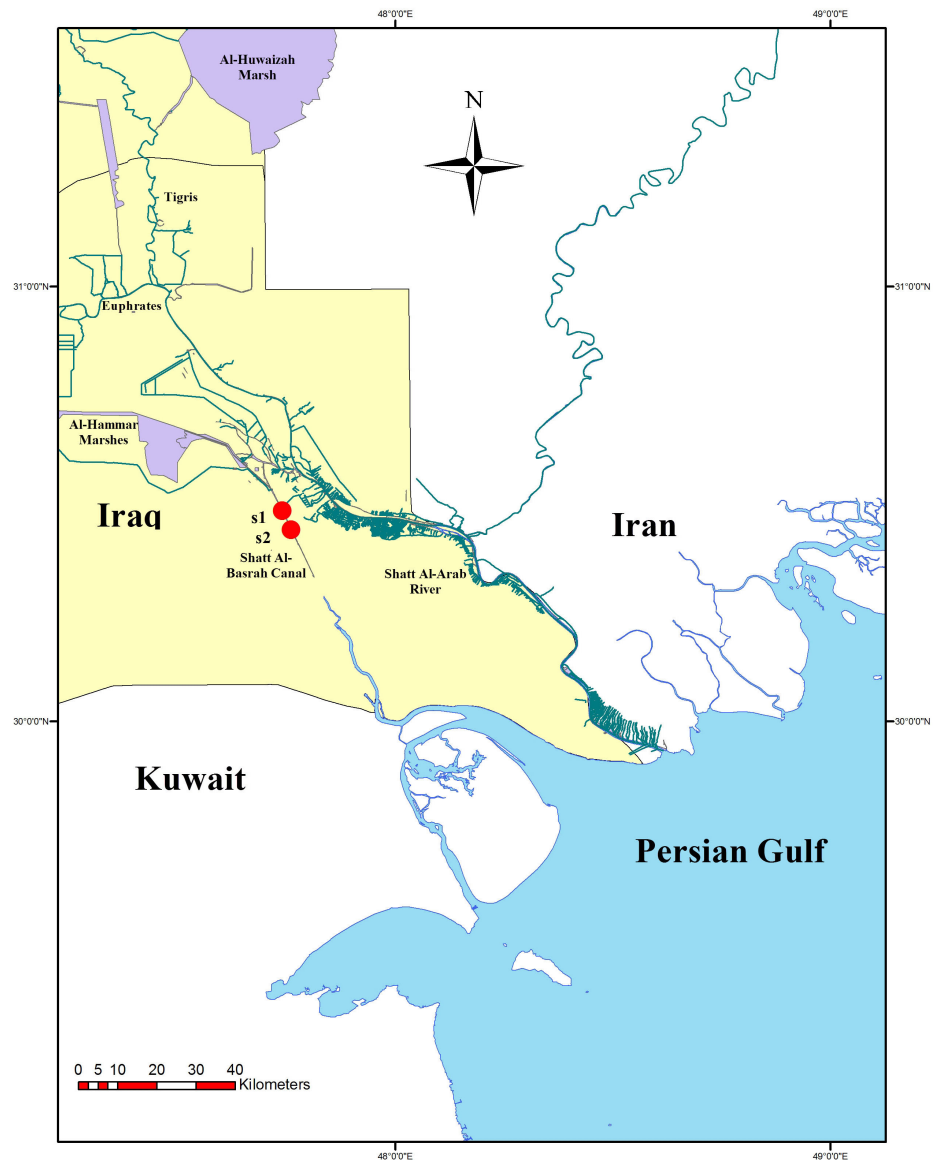 48°0'0"E
49°0'0"E
Al-Huwaizah
Marsh
N
Tigris
31°0'0"N
31°0'0"N
Euphrates
Al-Hammar
Marshes
Iraq
s1
s2
Iran
Shatt Al-
Basrah Canal
Shatt Al-Arab
River
30°0'0"N
30°0'0"N
Kuwait
Persian Gulf
0 5 10 20 30 40
Kilometers
48°0'0"E
49°0'0"E